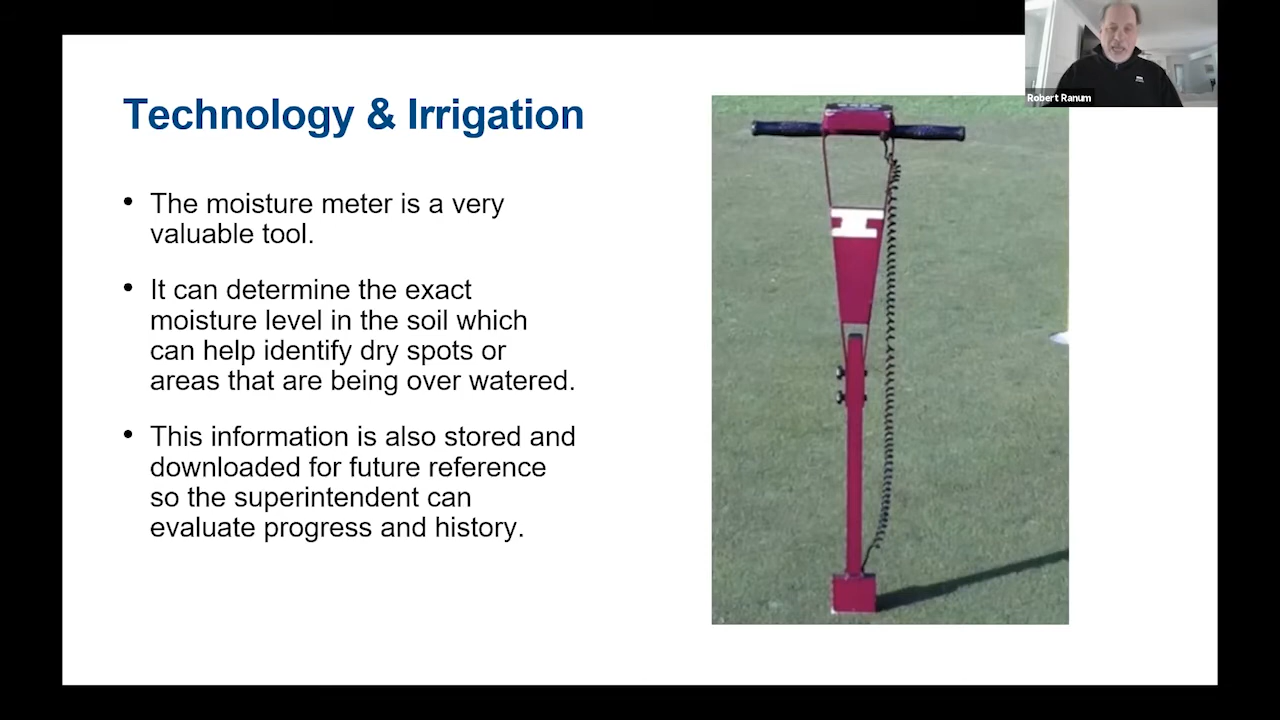 Robert Ranum
Technology & Irrigation
• The moisture meter is a very
valuable tool.
• It can determine the exact
moisture level in the soil which
can help identify dry spots or
areas that are being over watered.
• This information is also stored and
downloaded for future reference
so the superintendent can
evaluate progress and history.